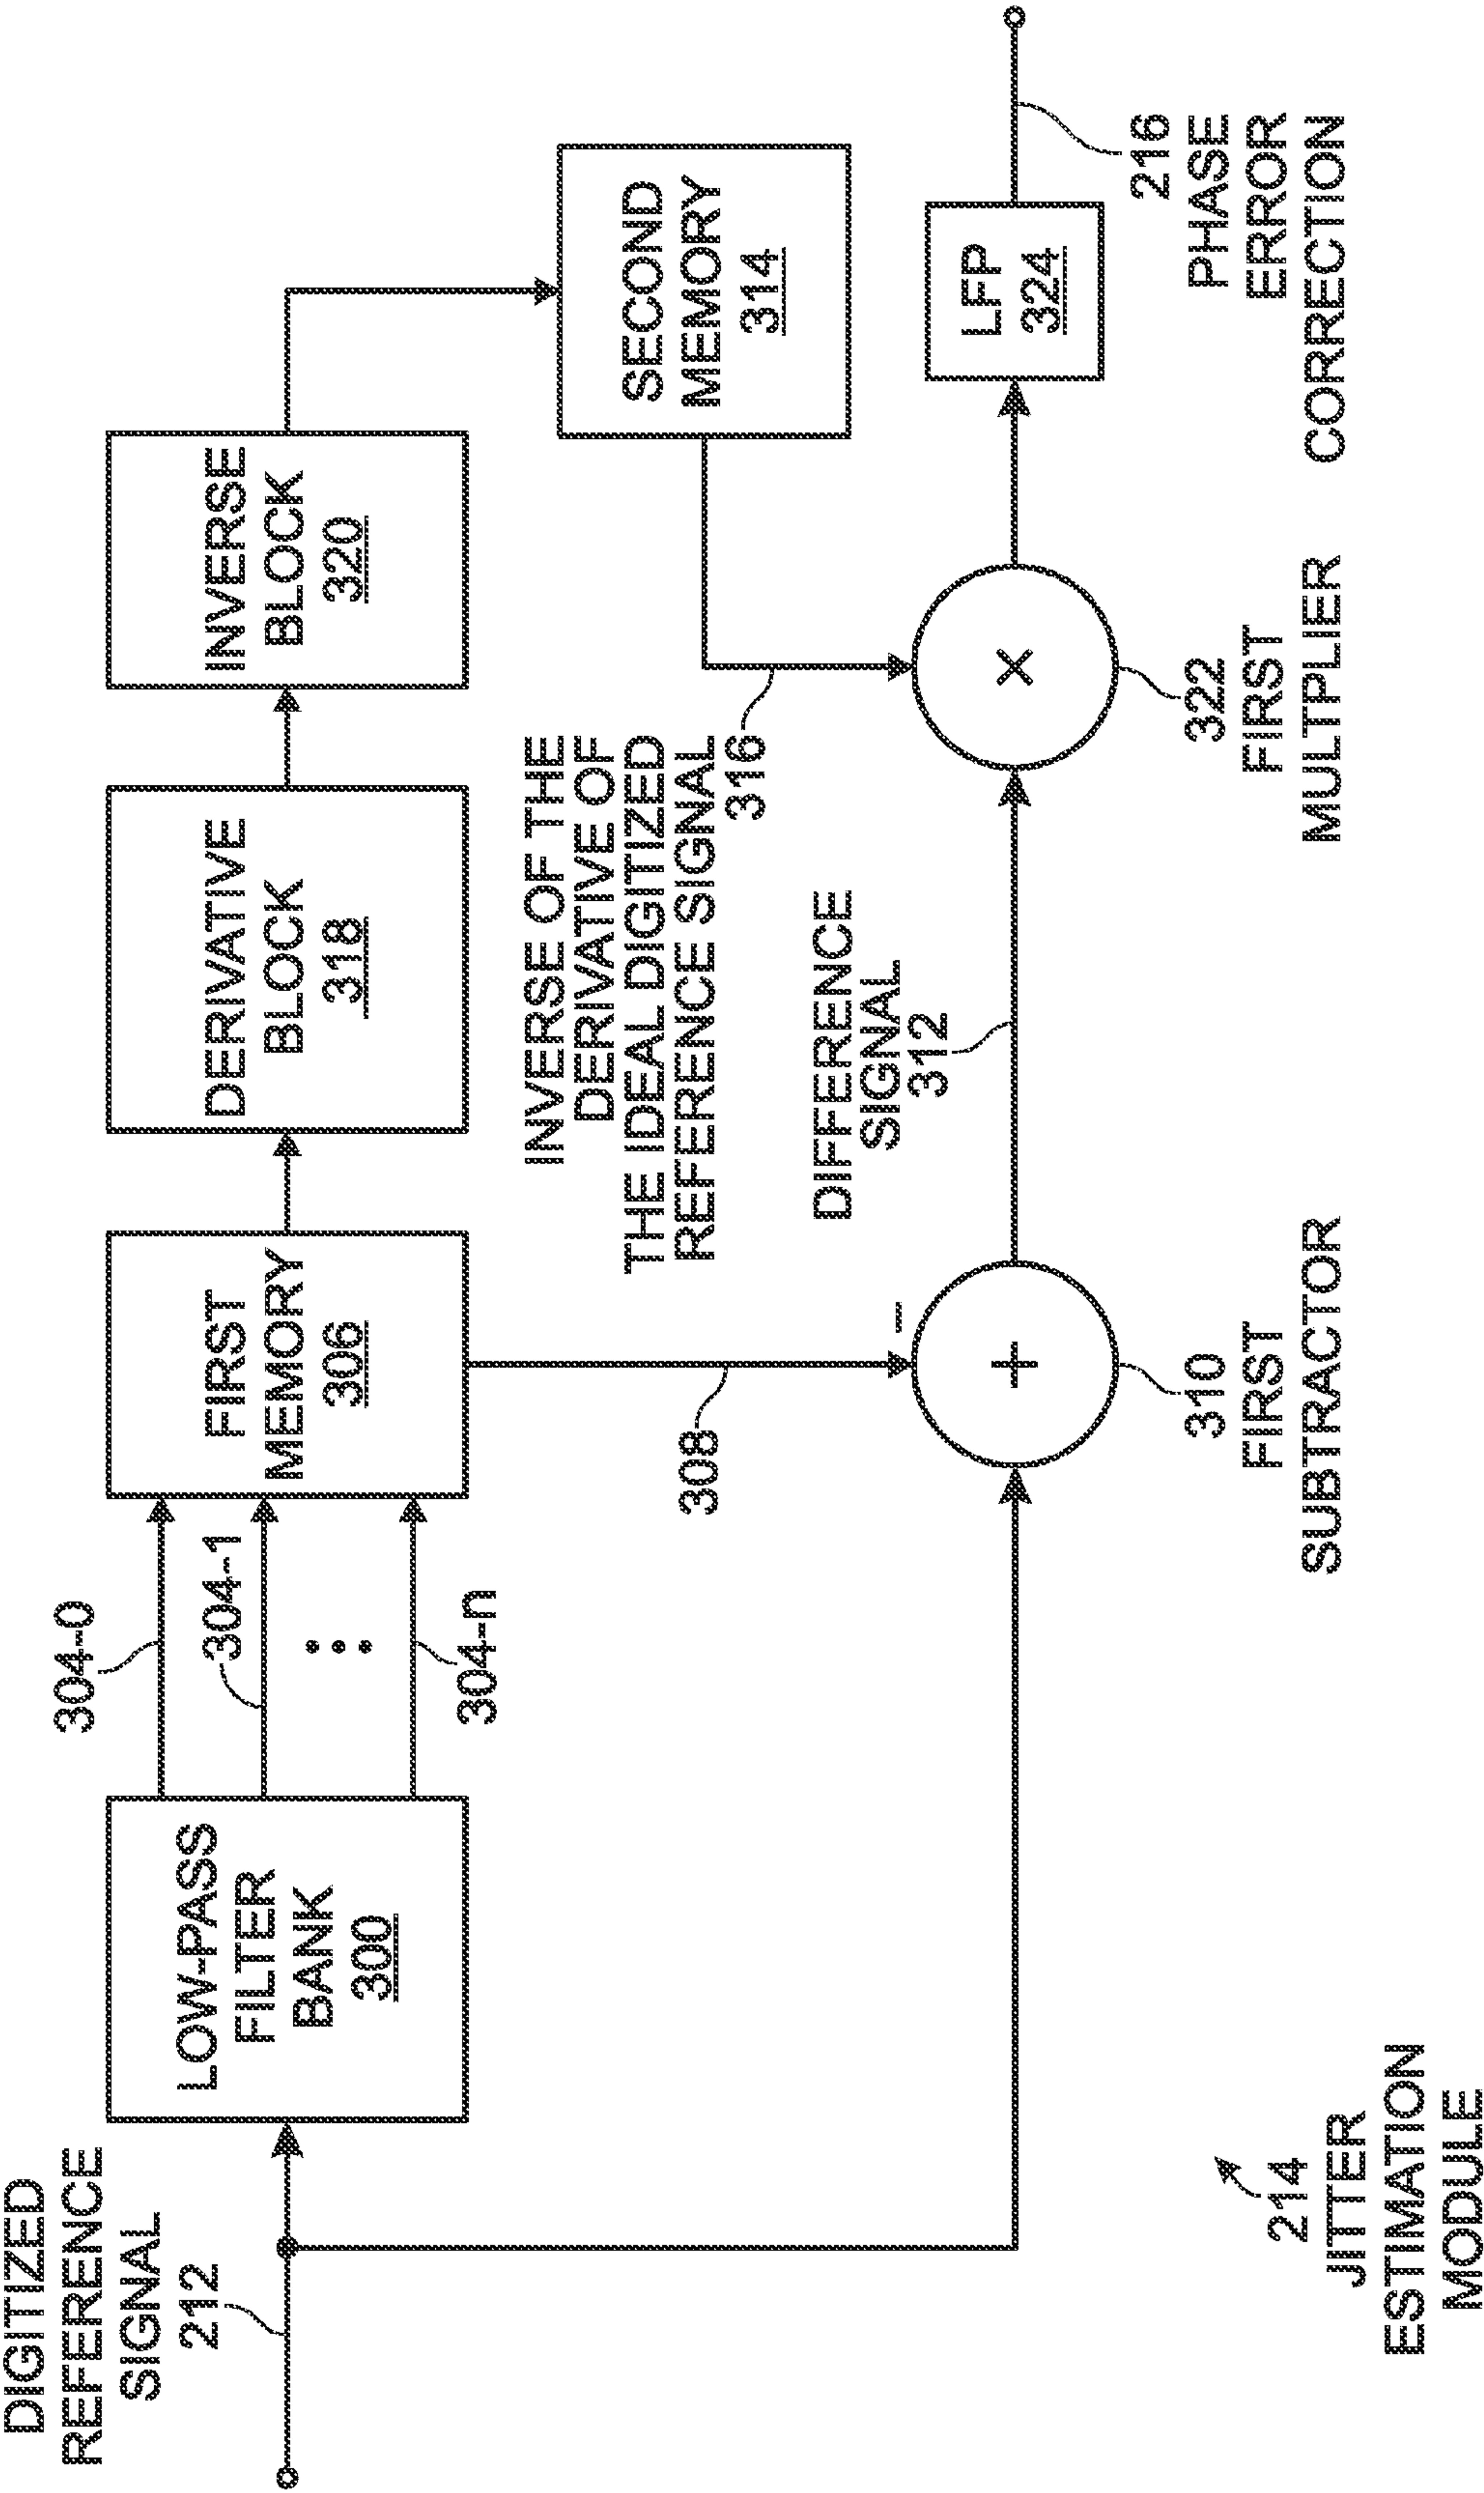 DIGITIZED
REFERENCE
SIGNAL
212
LOW-PASS
FILTER
BANK
300
304-0
304-1
304-n
FIRST
MEMORY
306
DERIVATIVE
BLOCK
318
INVERSE
BLOCK
320
308
INVERSE OF THE
DERIVATIVE OF
THE IDEAL DIGITIZED
REFERENCE SIGNAL
316
SECOND
MEMORY
314
DIFFERENCE
SIGNAL
312
−
+
×
LFP
324
310
FIRST
SUBTRACTOR
322
FIRST
MULTPLIER
216
PHASE
ERROR
CORRECTION
214
JITTER
ESTIMATION
MODULE